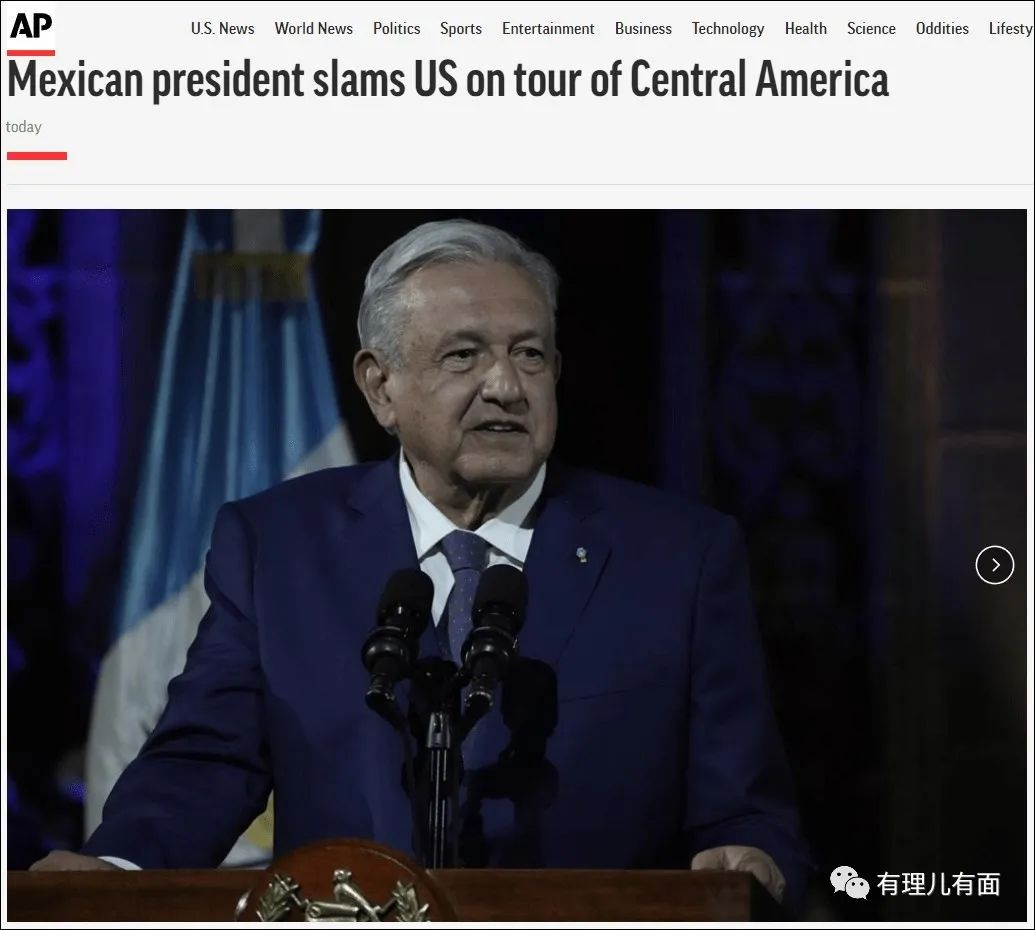 AP
U.S. News World News Politics Sports Entertainment Business Technology Health Science Oddities Lifesty
Mexican president slams US on tour of Central America
today
有理儿有面